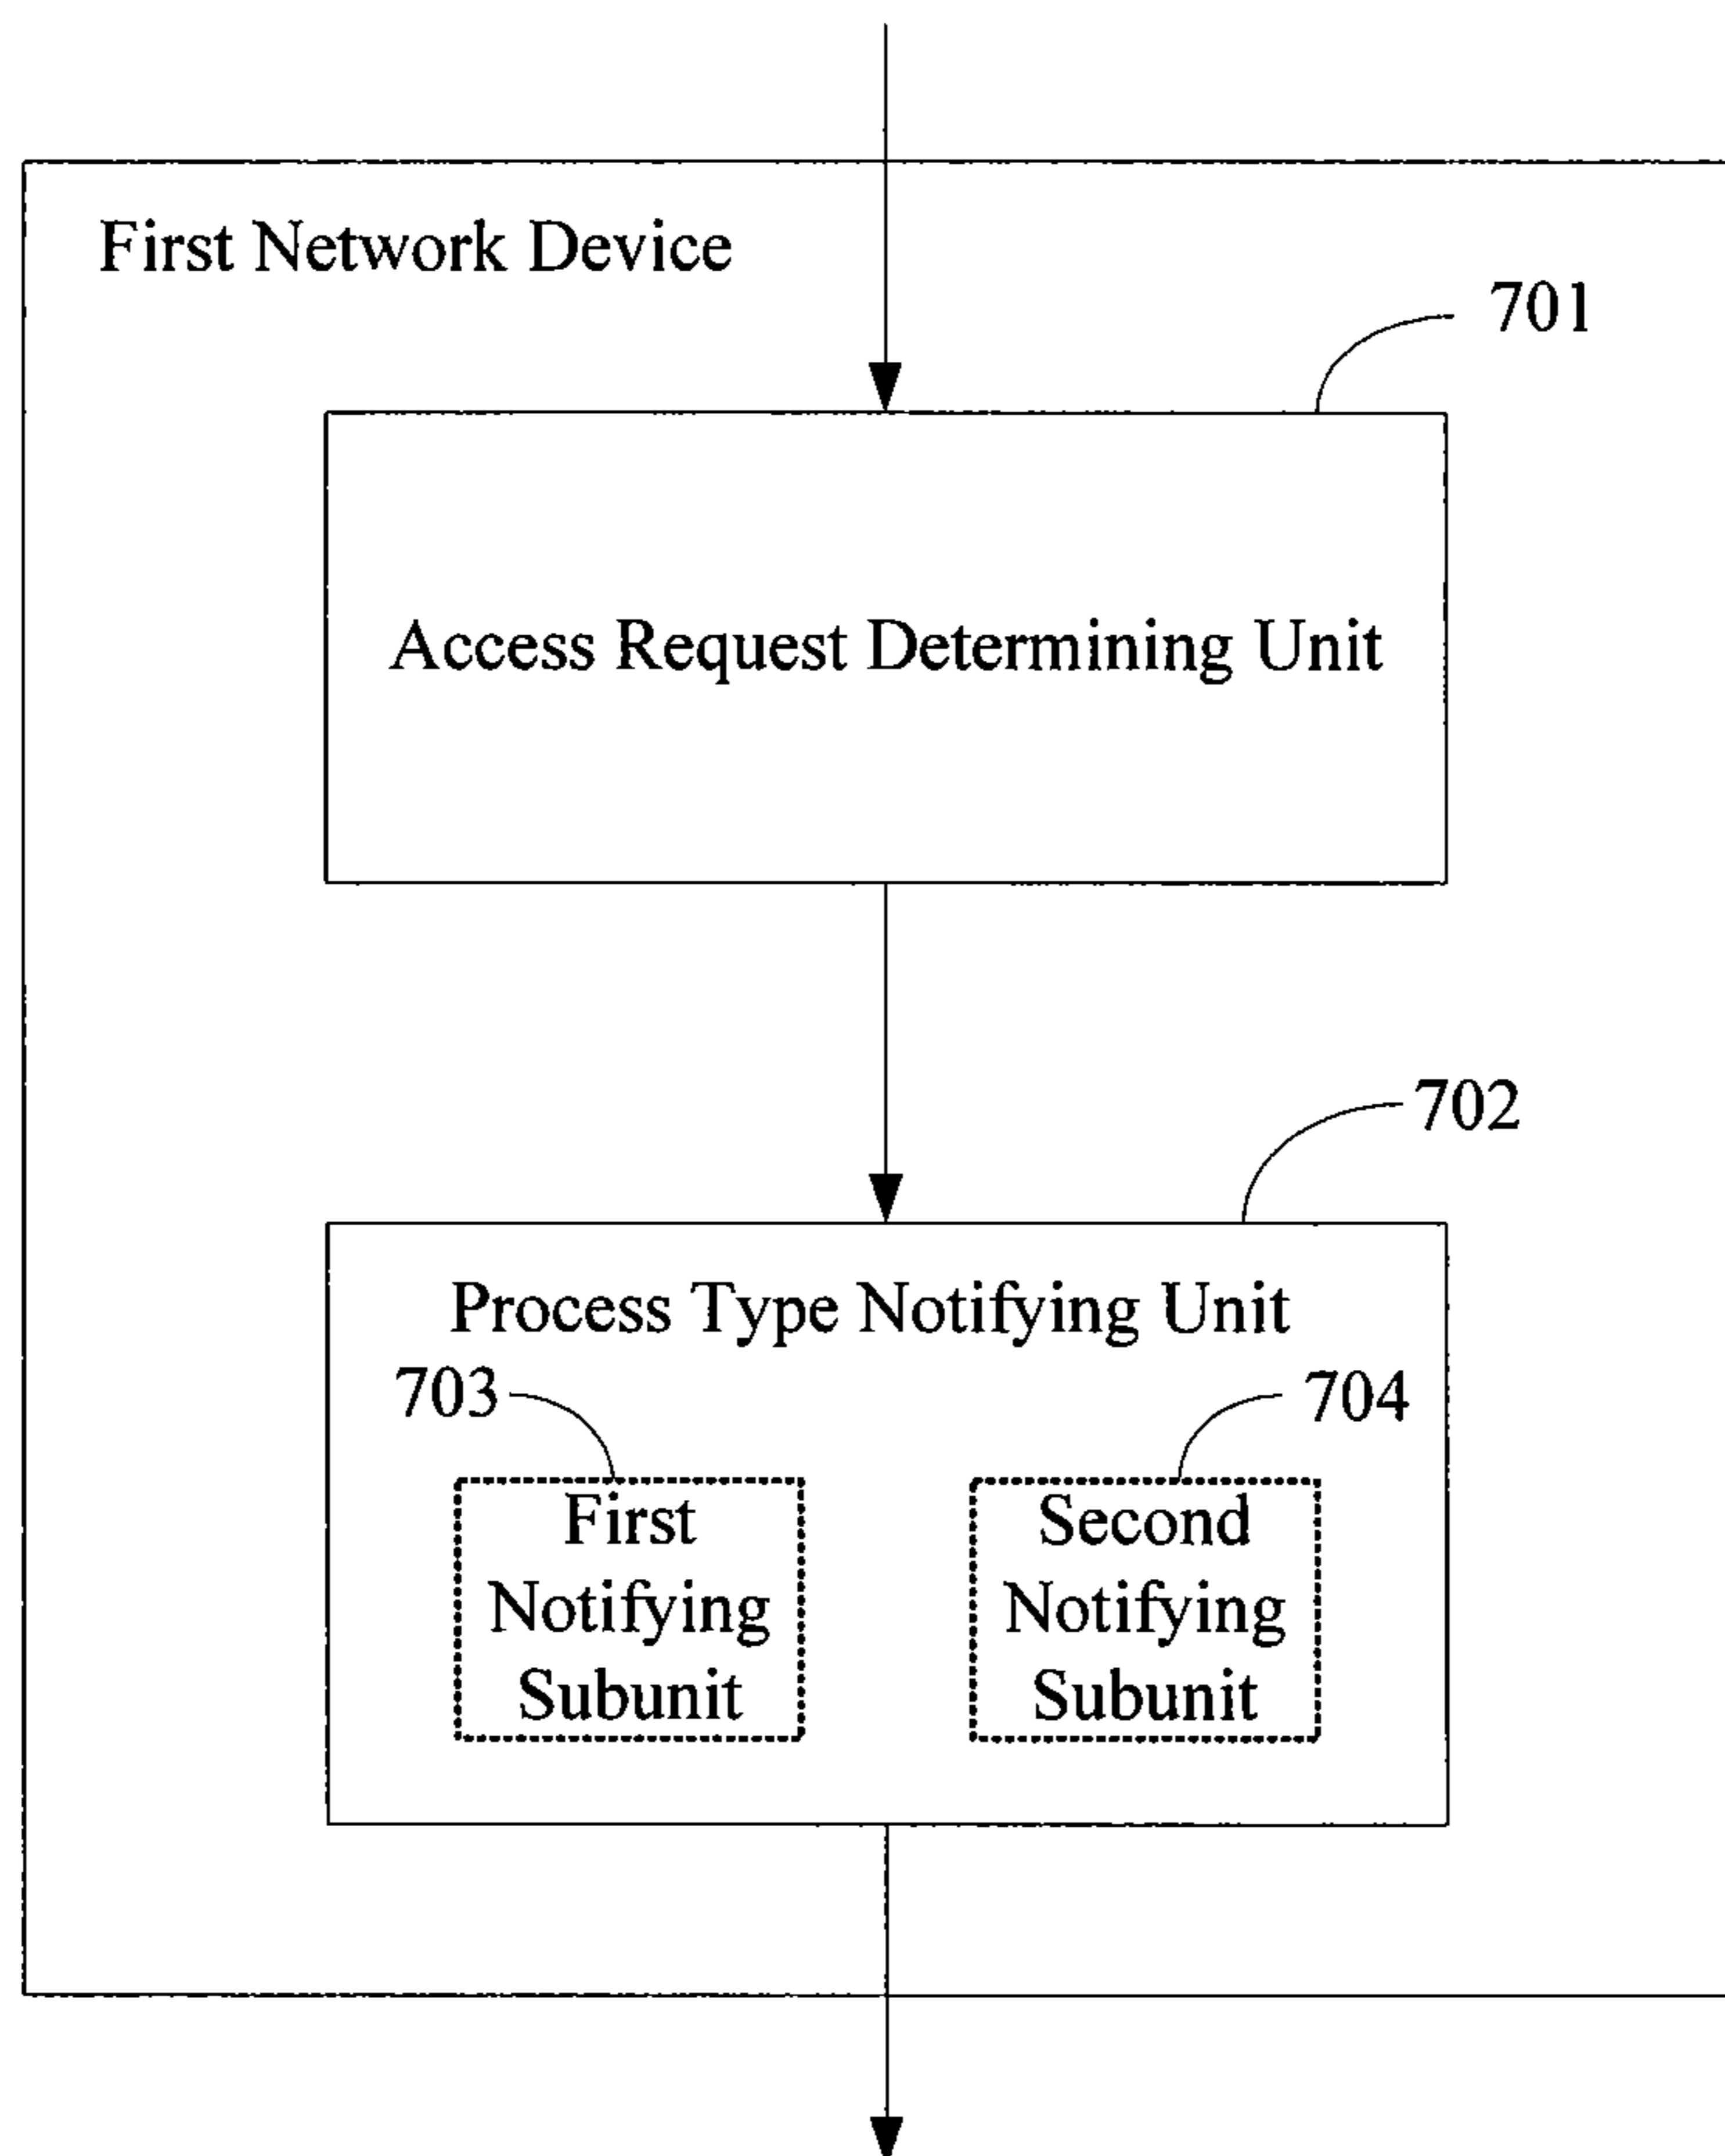 First Network Device
701
Access Request Determining Unit
702
Process Type Notifying Unit
703
704
First
Notifying
Subunit
Second
Notifying
Subunit